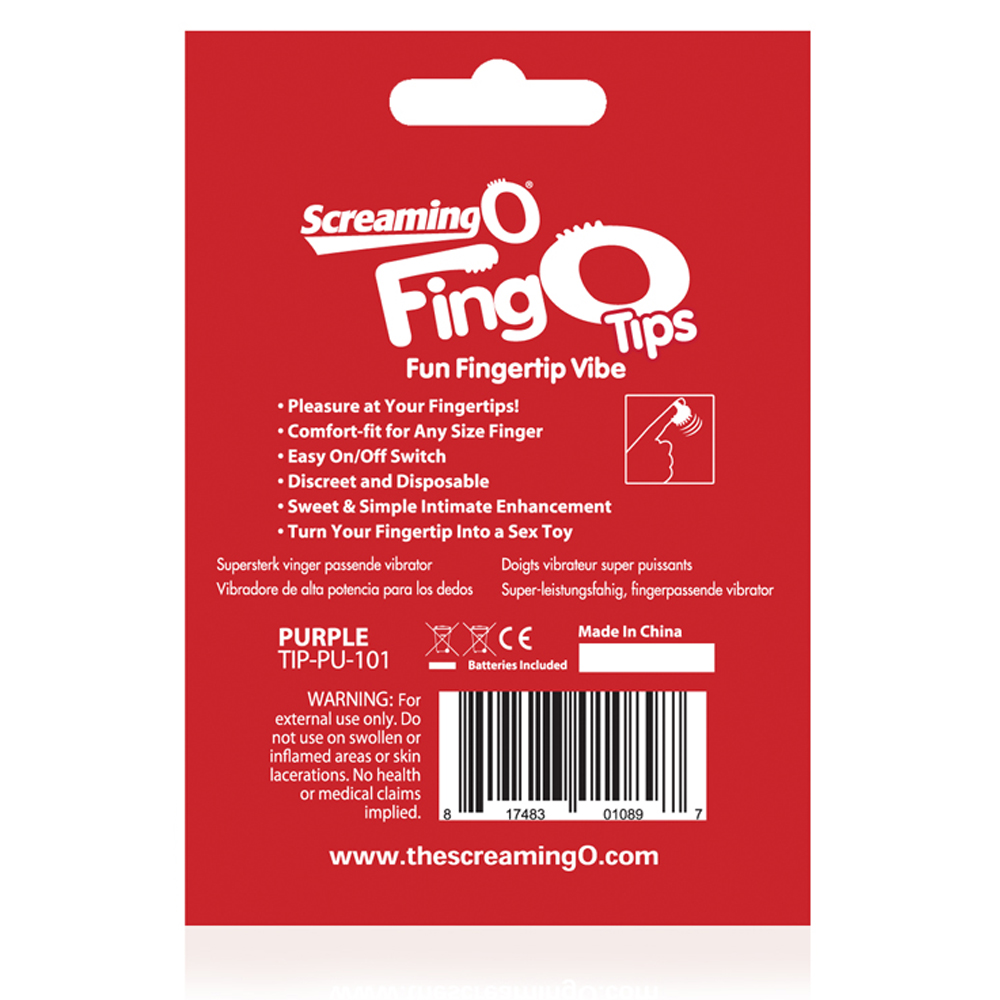 Screaming O®
FingO
Tips
Fun Fingertip Vibe
• Pleasure at Your Fingertips!
• Comfort-fit for Any Size Finger
• Easy On/Off Switch
• Discreet and Disposable
• Sweet & Simple Intimate Enhancement
• Turn Your Fingertip Into a Sex Toy
Supersterk vinger passende vibrator
Vibradore de alta potencia para los dedos
Doigts vibrateur super puissants
Super-leistungsfahig, fingerpassende vibrator
PURPLE
TIP-PU-101
CE
Batteries Included
Made In China
WARNING: For
external use only. Do
not use on swollen or
inflamed areas or skin
lacerations. No health
or medical claims
implied.
8 17483 01089 7
www.thescreamingO.com